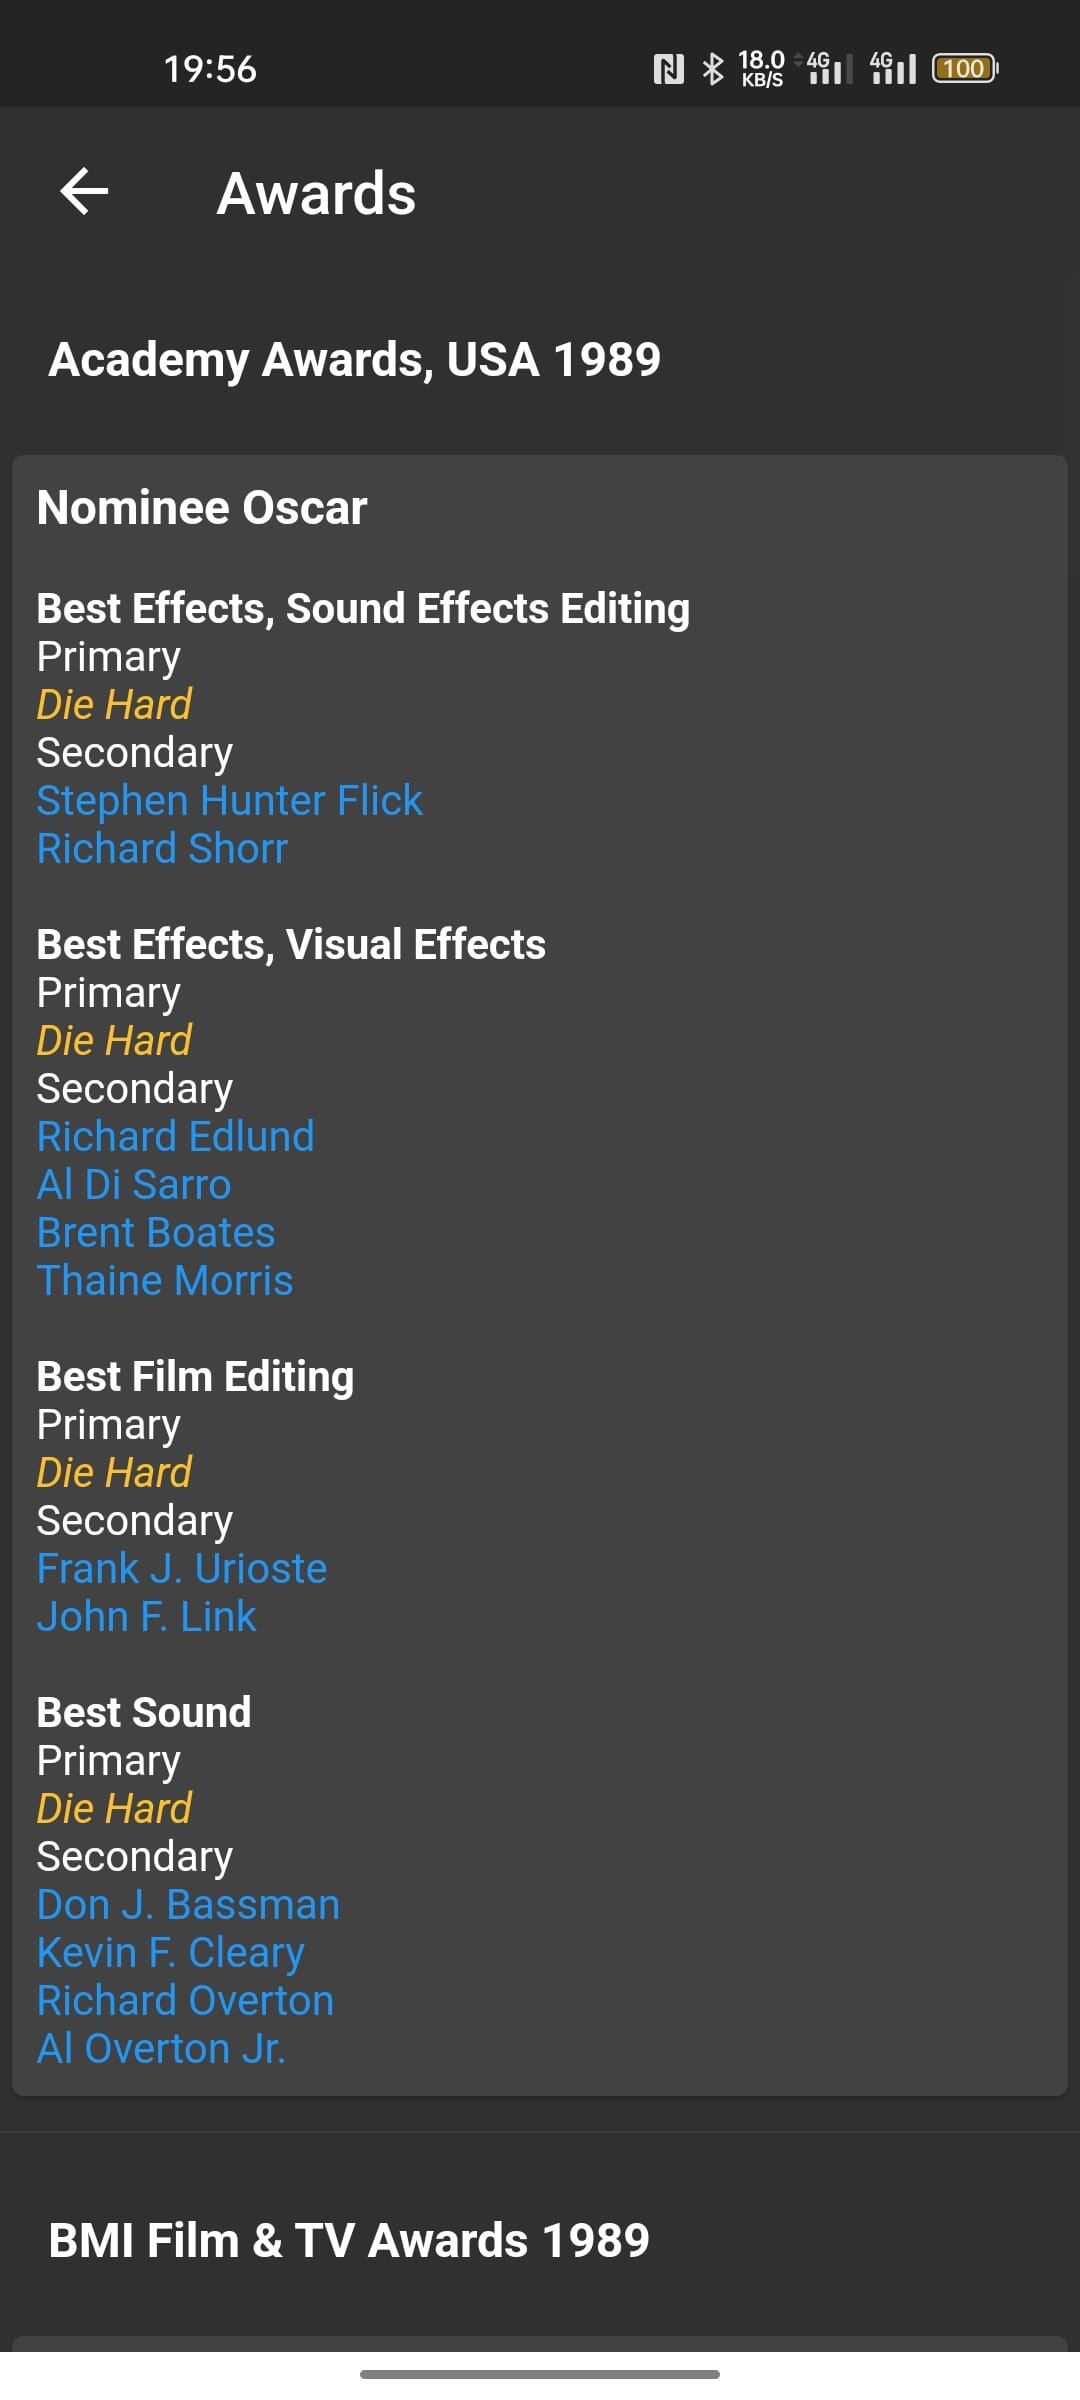 19:56
18.0
KB/S
4G
4G
100
Awards
Academy Awards, USA 1989
Nominee Oscar
Best Effects, Sound Effects Editing
Primary
Die Hard
Secondary
Stephen Hunter Flick
Richard Shorr
Best Effects, Visual Effects
Primary
Die Hard
Secondary
Richard Edlund
Al Di Sarro
Brent Boates
Thaine Morris
Best Film Editing
Primary
Die Hard
Secondary
Frank J. Urioste
John F. Link
Best Sound
Primary
Die Hard
Secondary
Don J. Bassman
Kevin F. Cleary
Richard Overton
Al Overton Jr.
BMI Film & TV Awards 1989